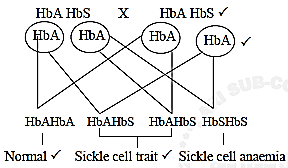 HbA HbS X HbA HbS ✓
HbA HbA HbA HbA ✓
HbAHbA HbAHbS HbAHbS HbSHbS
Normal ✓ Sickle cell trait ✓ Sickle cell anaemia